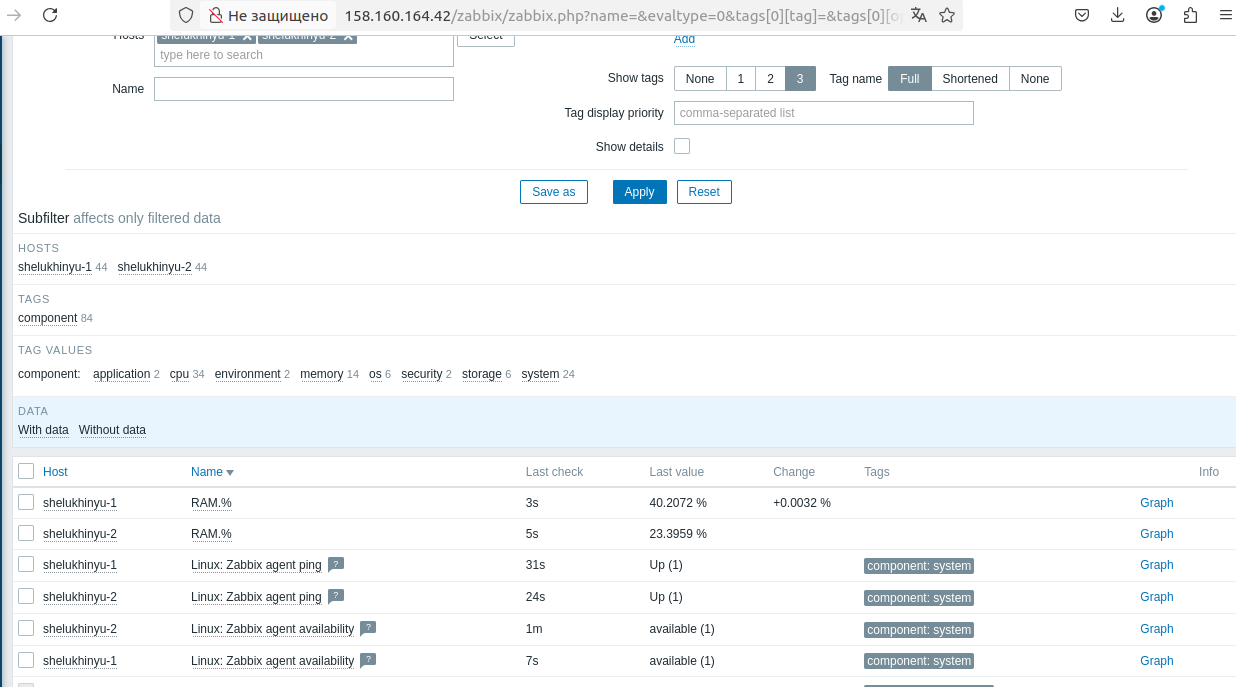 Не защищено 158.160.164.42/zabbix/zabbix.php?name=&evaltype=0&tags[0][tag]=&tags[0][o
Hosts shelukhinyu-1 shelukhinyu-2 Select Add
type here to search
Show tags None 1 2 3 Tag name Full Shortened None
Name
Tag display priority comma-separated list
Show details
Save as Apply Reset
Subfilter affects only filtered data
HOSTS
shelukhinyu-1 44 shelukhinyu-2 44
TAGS
component 84
TAG VALUES
component: application 2 cpu 34 environment 2 memory 14 os 6 security 2 storage 6 system 24
DATA
With data Without data
Host Name Last check Last value Change Tags Info
shelukhinyu-1 RAM.% 3s 40.2072 % +0.0032 % Graph
shelukhinyu-2 RAM.% 5s 23.3959 % Graph
shelukhinyu-1 Linux: Zabbix agent ping ? 31s Up (1) component: system Graph
shelukhinyu-2 Linux: Zabbix agent ping ? 24s Up (1) component: system Graph
shelukhinyu-2 Linux: Zabbix agent availability ? 1m available (1) component: system Graph
shelukhinyu-1 Linux: Zabbix agent availability ? 7s available (1) component: system Graph